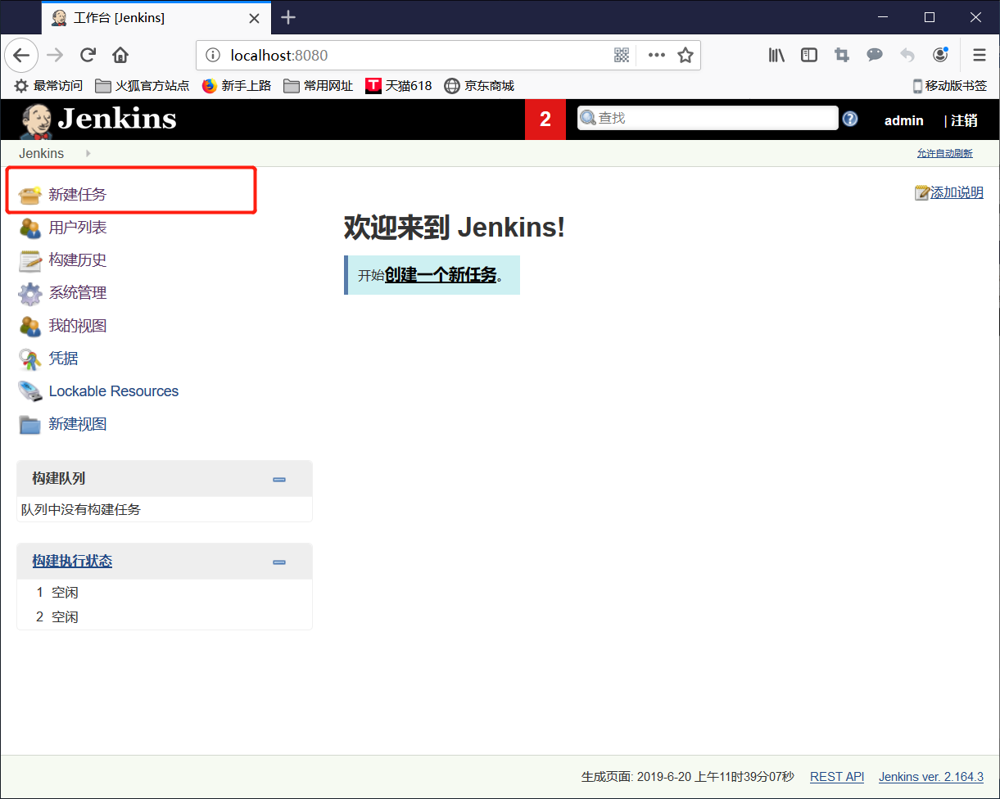 工作台 [Jenkins]
localhost:8080
最常访问 火狐官方站点 新手上路 常用网址 T 天猫618 京东商城 移动版书签
Jenkins 2 查找 admin | 注销
Jenkins 允许自动刷新
新建任务 添加说明
用户列表
欢迎来到 Jenkins!
构建历史
开始创建一个新任务。
系统管理
我的视图
凭据
Lockable Resources
新建视图
构建队列
队列中没有构建任务
构建执行状态
1 空闲
2 空闲
生成页面: 2019-6-20 上午11时39分07秒 REST API Jenkins ver. 2.164.3